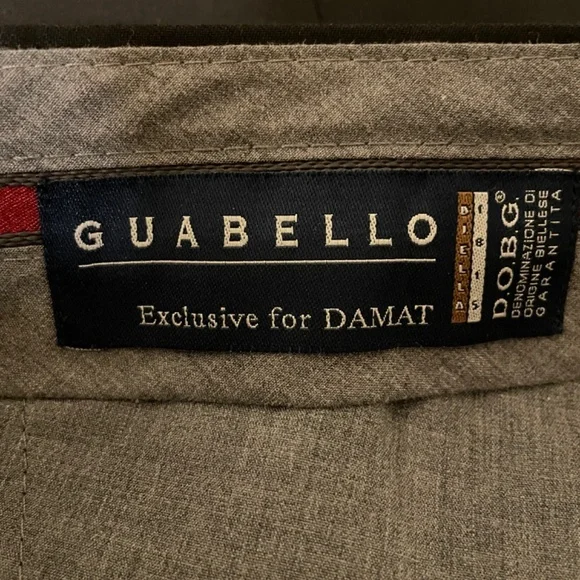 GUABELLO
Exclusive for DAMAT
BIELLA
1815
D.O.B.G.®
DENOMINAZIONE DI
ORIGINE BIELLESE
GARANTITA